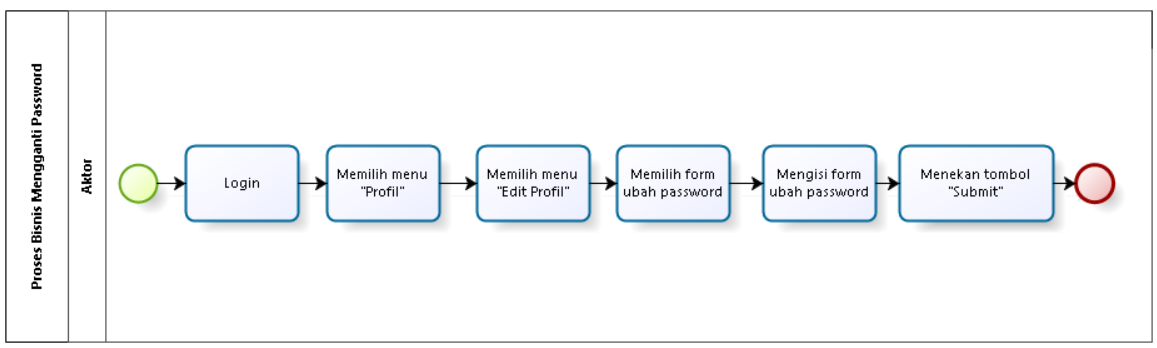 Proses Bisnis Mengganti Password
Aktor
Login
Memilih menu
"Profil"
Memilih menu
"Edit Profil"
Memilih form
ubah password
Mengisi form
ubah password
Menekan tombol
"Submit"